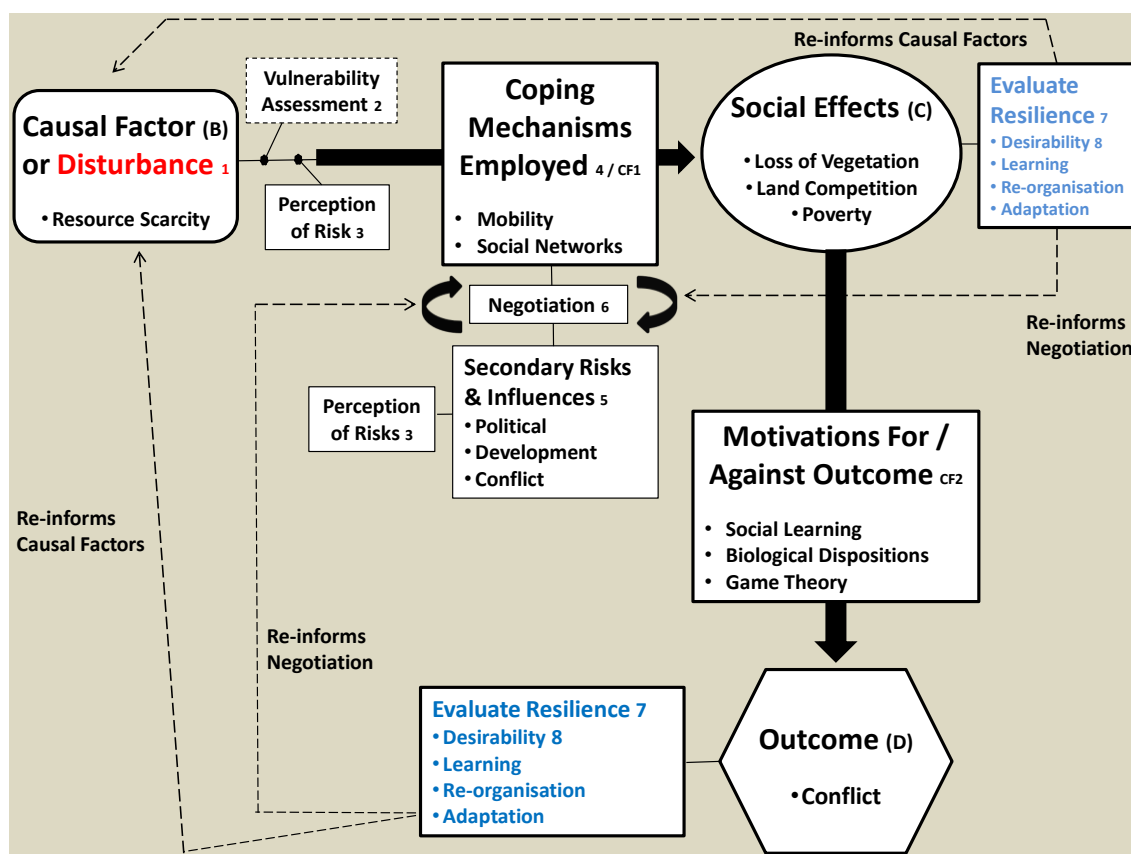 Re-informs Causal Factors
Vulnerability
Assessment 2
Causal Factor (B)
or Disturbance 1
• Resource Scarcity
Perception
of Risk 3
Coping
Mechanisms
Employed 4 / CF1
• Mobility
• Social Networks
Social Effects (C)
• Loss of Vegetation
• Land Competition
• Poverty
Evaluate
Resilience 7
• Desirability 8
• Learning
• Re-organisation
• Adaptation
Negotiation 6
Re-informs
Negotiation
Secondary Risks
& Influences 5
• Political
• Development
• Conflict
Perception
of Risks 3
Motivations For /
Against Outcome CF2
• Social Learning
• Biological Dispositions
• Game Theory
Re-informs
Causal Factors
Re-informs
Negotiation
Evaluate Resilience 7
• Desirability 8
• Learning
• Re-organisation
• Adaptation
Outcome (D)
• Conflict